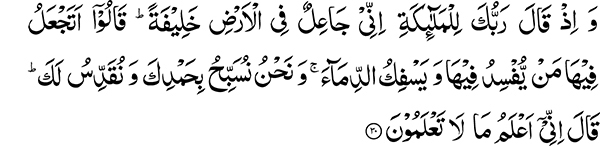 وَ اِذْ قَالَ رَبُّكَ لِلْمَلٰٓئِكَةِ اِنِّیْ جَاعِلٌ فِی الْاَرْضِ خَلِیْفَةًؕ قَالُوْۤا اَتَجْعَلُ
فِیْهَا مَنْ یُّفْسِدُ فِیْهَا وَ یَسْفِكُ الدِّمَآءَۚ وَ نَحْنُ نُسَبِّحُ بِحَمْدِكَ وَ نُقَدِّسُ لَكَؕ
قَالَ اِنِّیْۤ اَعْلَمُ مَا لَا تَعْلَمُوْنَ۝۳۰